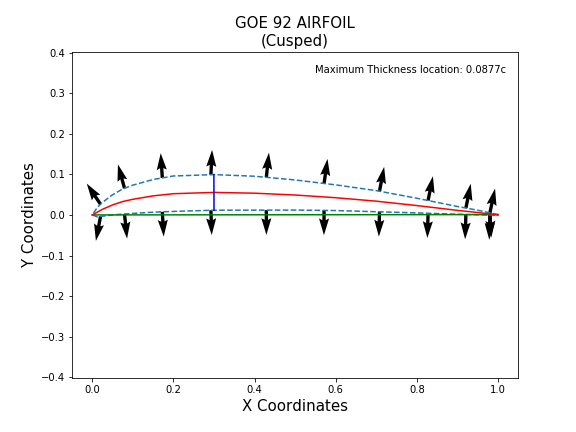 GOE 92 AIRFOIL
(Cusped)
Maximum Thickness location: 0.0877c
Y Coordinates
0.4
0.3
0.2
0.1
0.0
−0.1
−0.2
−0.3
−0.4
0.0 0.2 0.4 0.6 0.8 1.0
X Coordinates